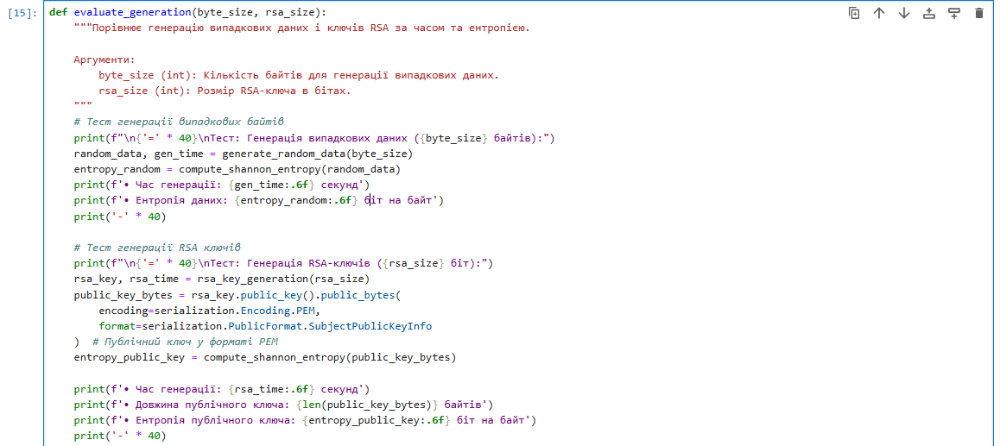 [15]: def evaluate_generation(byte_size, rsa_size):
    """Порівнює генерацію випадкових даних і ключів RSA за часом та ентропією.

    Аргументи:
        byte_size (int): Кількість байтів для генерації випадкових даних.
        rsa_size (int): Розмір RSA-ключа в бітах.
    """
    # Тест генерації випадкових байтів
    print(f"\n{'=' * 40}\nТест: Генерація випадкових даних ({byte_size} байтів):")
    random_data, gen_time = generate_random_data(byte_size)
    entropy_random = compute_shannon_entropy(random_data)
    print(f'• Час генерації: {gen_time:.6f} секунд')
    print(f'• Ентропія даних: {entropy_random:.6f} біт на байт')
    print('-' * 40)

    # Тест генерації RSA ключів
    print(f"\n{'=' * 40}\nТест: Генерація RSA-ключів ({rsa_size} біт):")
    rsa_key, rsa_time = rsa_key_generation(rsa_size)
    public_key_bytes = rsa_key.public_key().public_bytes(
        encoding=serialization.Encoding.PEM,
        format=serialization.PublicFormat.SubjectPublicKeyInfo
    )  # Публічний ключ у форматі PEM
    entropy_public_key = compute_shannon_entropy(public_key_bytes)

    print(f'• Час генерації: {rsa_time:.6f} секунд')
    print(f'• Довжина публічного ключа: {len(public_key_bytes)} байтів')
    print(f'• Ентропія публічного ключа: {entropy_public_key:.6f} біт на байт')
    print('-' * 40)